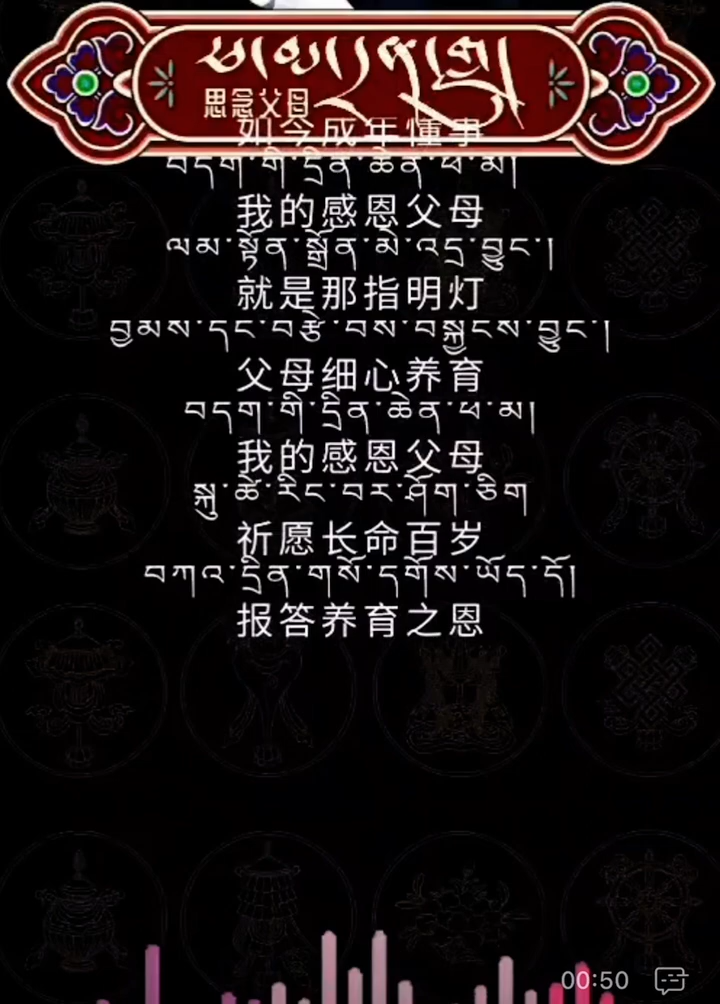 ཕ་མ་དྲན་གླུ།
思念父母
如今成年懂事
བདག་གི་དྲིན་ཆེན་ཕ་མ།
我的感恩父母
ལམ་སྟོན་སྒྲོན་མེ་འདྲ་བྱུང་།
就是那指明灯
བྱམས་དང་བརྩེ་བས་བསྐྱངས་བྱུང་།
父母细心养育
བདག་གི་དྲིན་ཆེན་ཕ་མ།
我的感恩父母
སྐུ་ཚེ་རིང་བར་ཤོག་ཅིག
祈愿长命百岁
བཀའ་དྲིན་གསོ་དགོས་ཡོད་དོ།
报答养育之恩
00:50